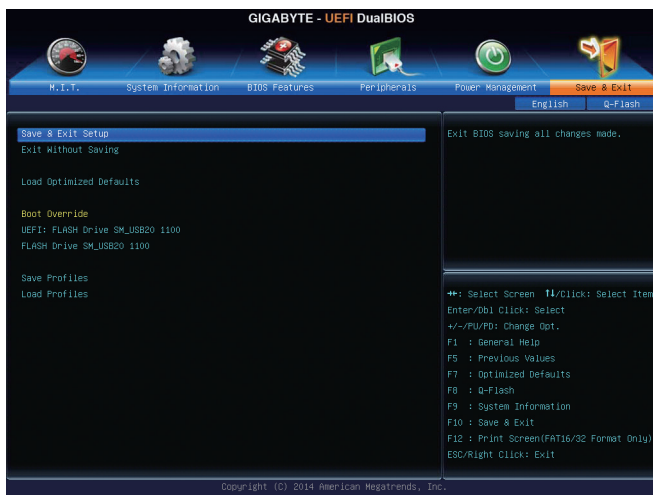 GIGABYTE - UEFI DualBIOS
M.I.T. System Information BIOS Features Peripherals Power Management Save & Exit
English Q-Flash
Save & Exit Setup
Exit Without Saving
Load Optimized Defaults
Boot Override
UEFI: FLASH Drive SM_USB20 1100
FLASH Drive SM_USB20 1100
Save Profiles
Load Profiles
Exit BIOS saving all changes made.
→←: Select Screen ↑↓/Click: Select Item
Enter/Dbl Click: Select
+/-/PU/PD: Change Opt.
F1 : General Help
F5 : Previous Values
F7 : Optimized Defaults
F8 : Q-Flash
F9 : System Information
F10 : Save & Exit
F12 : Print Screen(FAT16/32 Format Only)
ESC/Right Click: Exit
Copyright (C) 2014 American Megatrends, Inc.